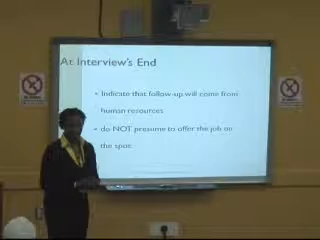 At Interview's End
• Indicate that follow-up will come from
human resources
• do NOT presume to offer the job on
the spot